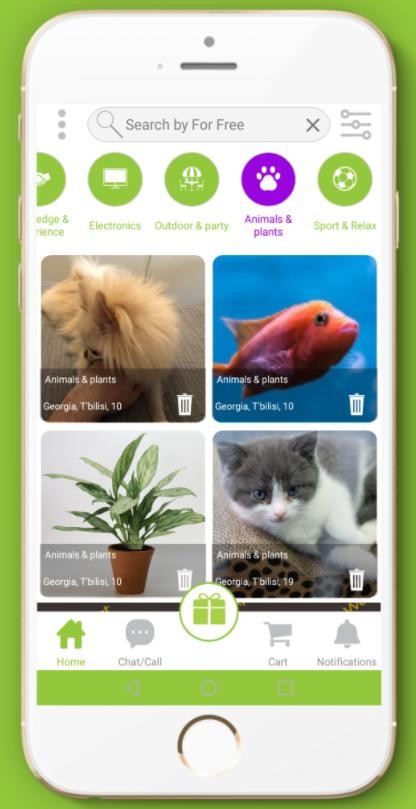 Search by For Free
edge &
rience
Electronics
Outdoor & party
Animals &
plants
Sport & Relax
Animals & plants
Georgia, T'bilisi, 10
Animals & plants
Georgia, T'bilisi, 10
Animals & plants
Georgia, T'bilisi, 10
Animals & plants
Georgia, T'bilisi, 19
Home
Chat/Call
Cart
Notifications